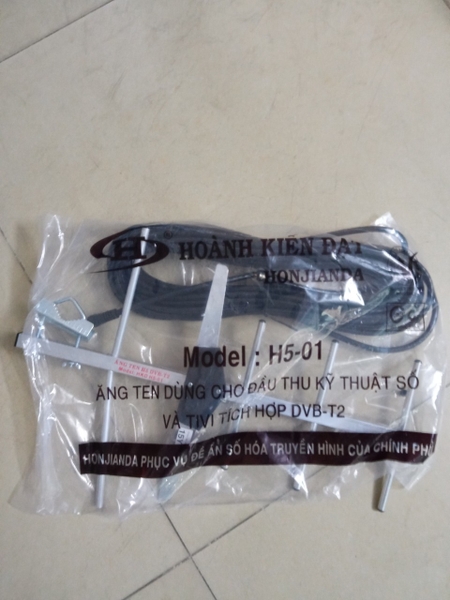 H HOÀNH KIẾN ĐẠT
HONJIANDA
Model : H5-01
ĂNG TEN DÙNG CHO ĐẦU THU KỸ THUẬT SỐ
VÀ TIVI TÍCH HỢP DVB-T2
HONJIANDA PHỤC VỤ ĐỀ ÁN SỐ HÓA TRUYỀN HÌNH CỦA CHÍNH PHỦ